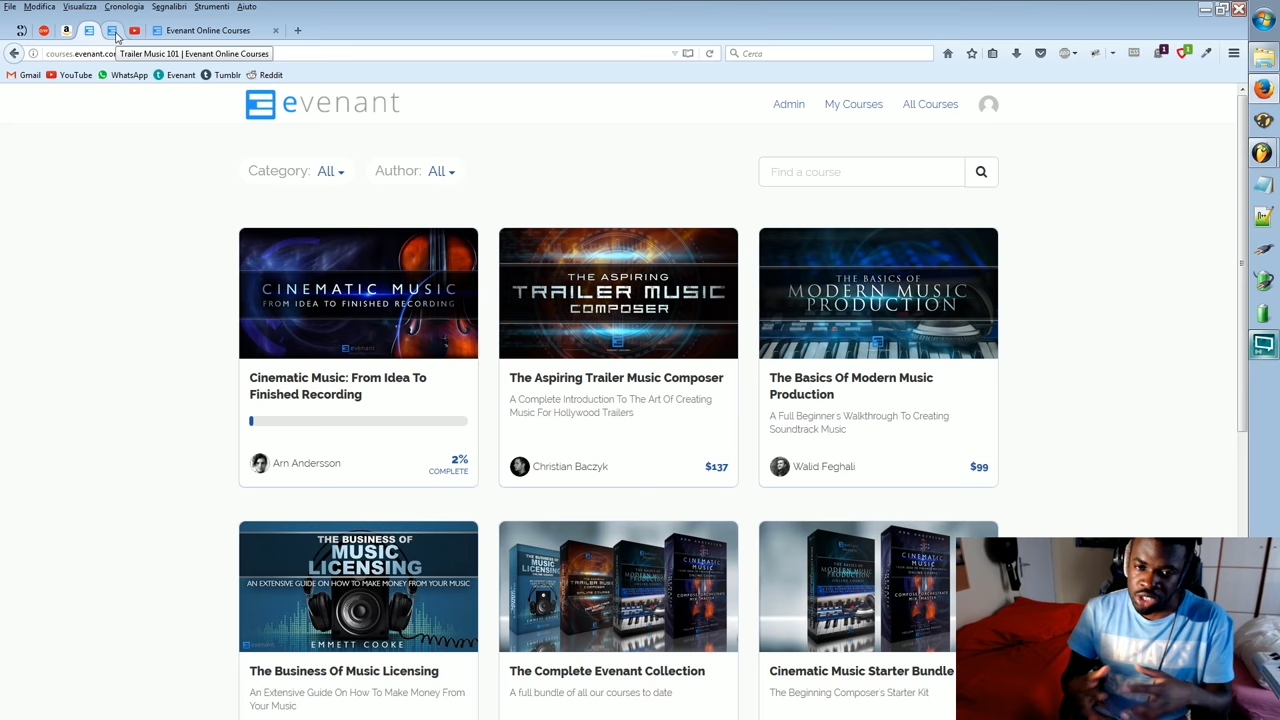 File Modifica Visualizza Cronologia Segnalibri Strumenti Aiuto
Evenant Online Courses
courses.evenant.co
Trailer Music 101 | Evenant Online Courses
Cerca
1 1
Gmail YouTube WhatsApp Evenant Tumblr Reddit
evenant
Admin My Courses All Courses
Category: All Author: All
Find a course
CINEMATIC MUSIC
FROM IDEA TO FINISHED RECORDING
evenant
THE ASPIRING
TRAILER MUSIC
COMPOSER
THE BASICS OF
MODERN MUSIC
PRODUCTION
Cinematic Music: From Idea To
Finished Recording
Arn Andersson
2%
COMPLETE
The Aspiring Trailer Music Composer
A Complete Introduction To The Art Of Creating
Music For Hollywood Trailers
Christian Baczyk
$137
The Basics Of Modern Music
Production
A Full Beginner's Walkthrough To Creating
Soundtrack Music
Walid Feghali
$99
THE BUSINESS OF
MUSIC
LICENSING
AN EXTENSIVE GUIDE ON HOW TO MAKE MONEY FROM YOUR MUSIC
evenant
EMMETT COOKE
The Business Of Music Licensing
An Extensive Guide On How To Make Money From
Your Music
The Complete Evenant Collection
A full bundle of all our courses to date
Cinematic Music Starter Bundle
The Beginning Composer's Starter Kit